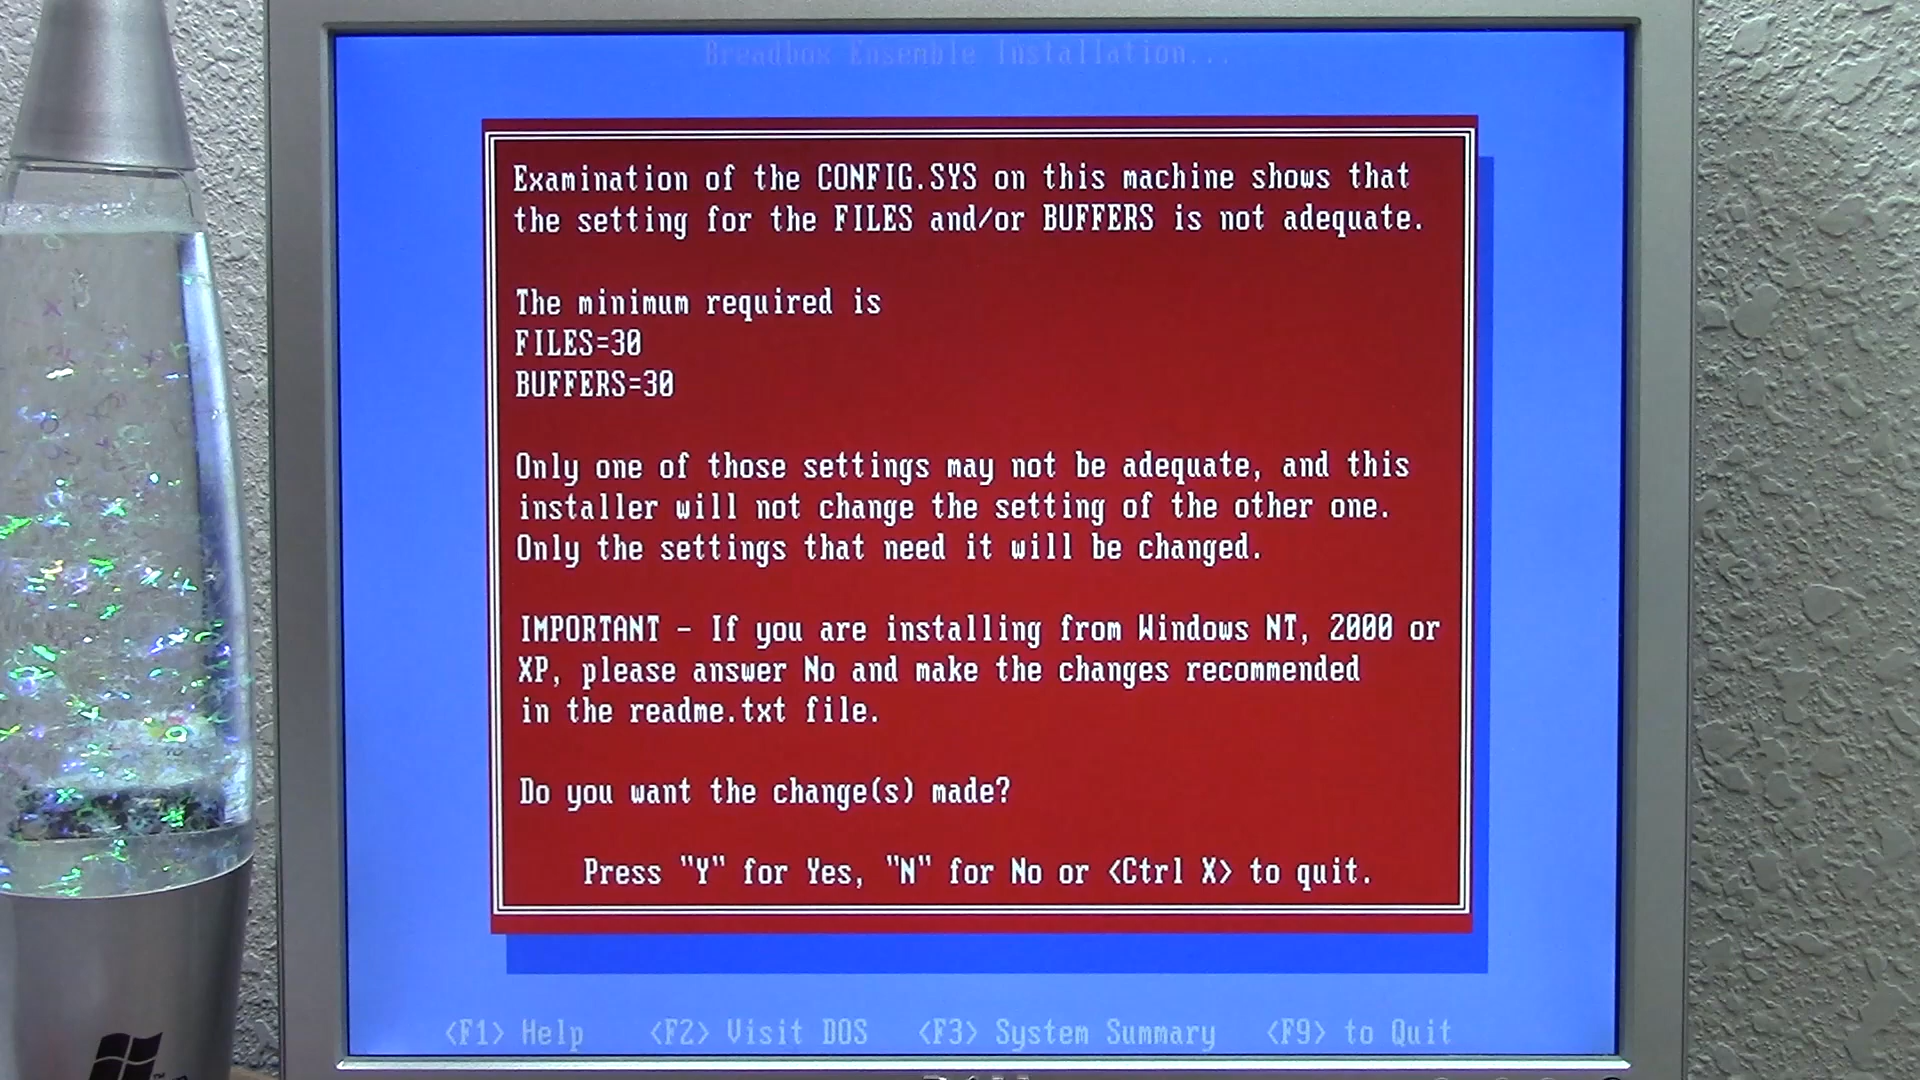 Breadbox Ensemble Installation...
Examination of the CONFIG.SYS on this machine shows that
the setting for the FILES and/or BUFFERS is not adequate.
The minimum required is
FILES=30
BUFFERS=30
Only one of those settings may not be adequate, and this
installer will not change the setting of the other one.
Only the settings that need it will be changed.
IMPORTANT - If you are installing from Windows NT, 2000 or
XP, please answer No and make the changes recommended
in the readme.txt file.
Do you want the change(s) made?
Press "Y" for Yes, "N" for No or <Ctrl X> to quit.
<F1> Help <F2> Visit DOS <F3> System Summary <F9> to Quit